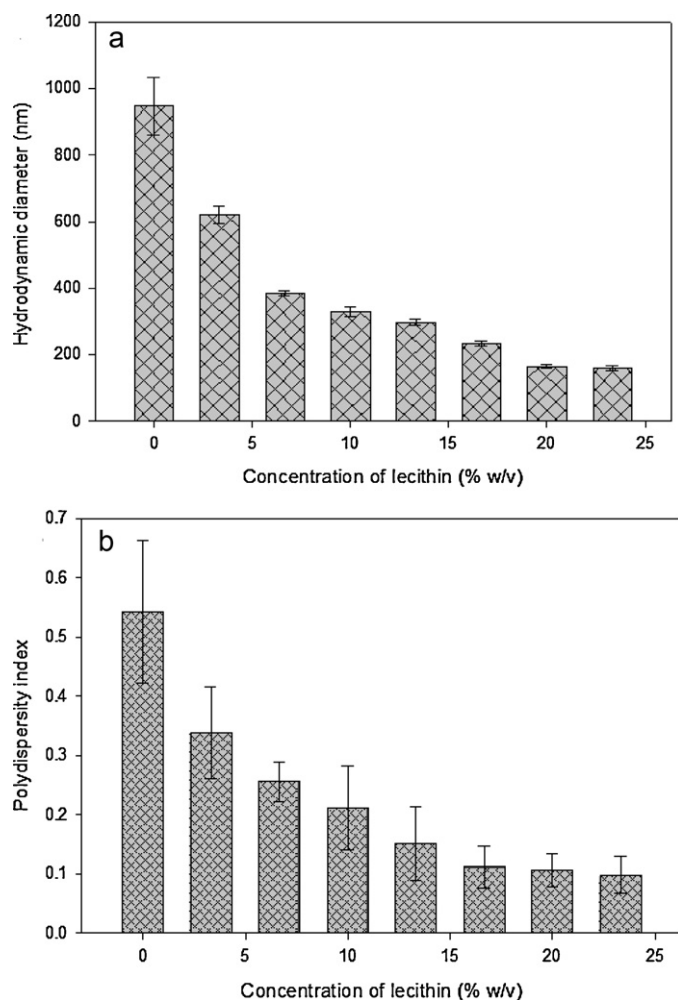 a
1200
1000
800
600
400
200
0
Hydrodynamic diameter (nm)
0 5 10 15 20 25
Concentration of lecithin (% w/v)
b
0.7
0.6
0.5
0.4
0.3
0.2
0.1
0.0
Polydispersity index
0 5 10 15 20 25
Concentration of lecithin (% w/v)